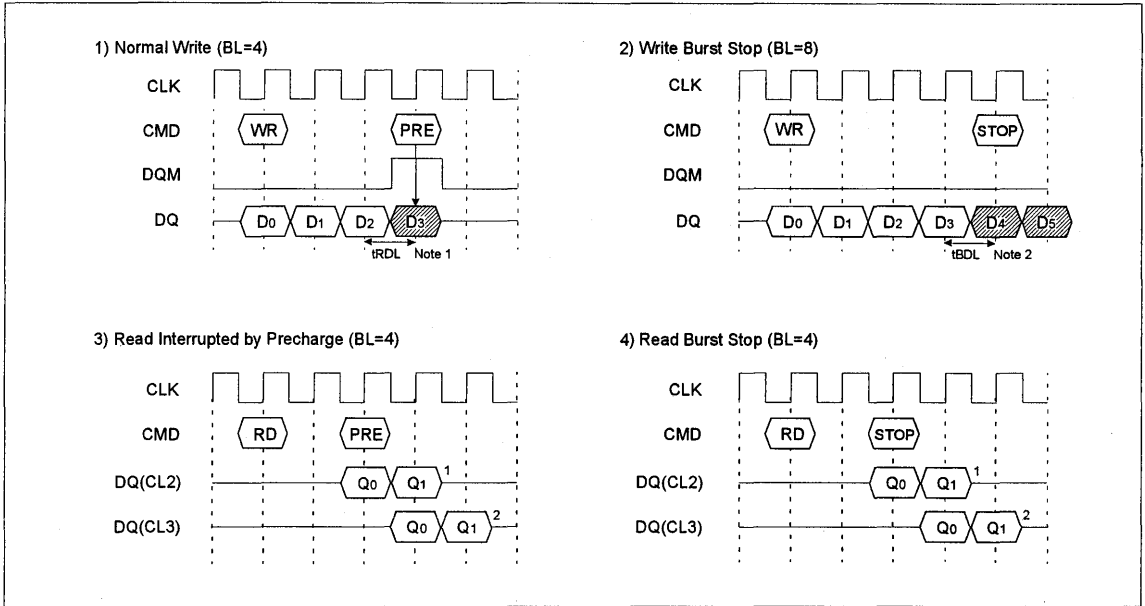 1) Normal Write (BL=4)
CLK
CMD WR PRE
DQM
DQ D0 D1 D2 D3
tRDL Note 1
2) Write Burst Stop (BL=8)
CLK
CMD WR STOP
DQM
DQ D0 D1 D2 D3 D4 D5
tBDL Note 2
3) Read Interrupted by Precharge (BL=4)
CLK
CMD RD PRE
DQ(CL2) Q0 Q1 1
DQ(CL3) Q0 Q1 2
4) Read Burst Stop (BL=4)
CLK
CMD RD STOP
DQ(CL2) Q0 Q1 1
DQ(CL3) Q0 Q1 2